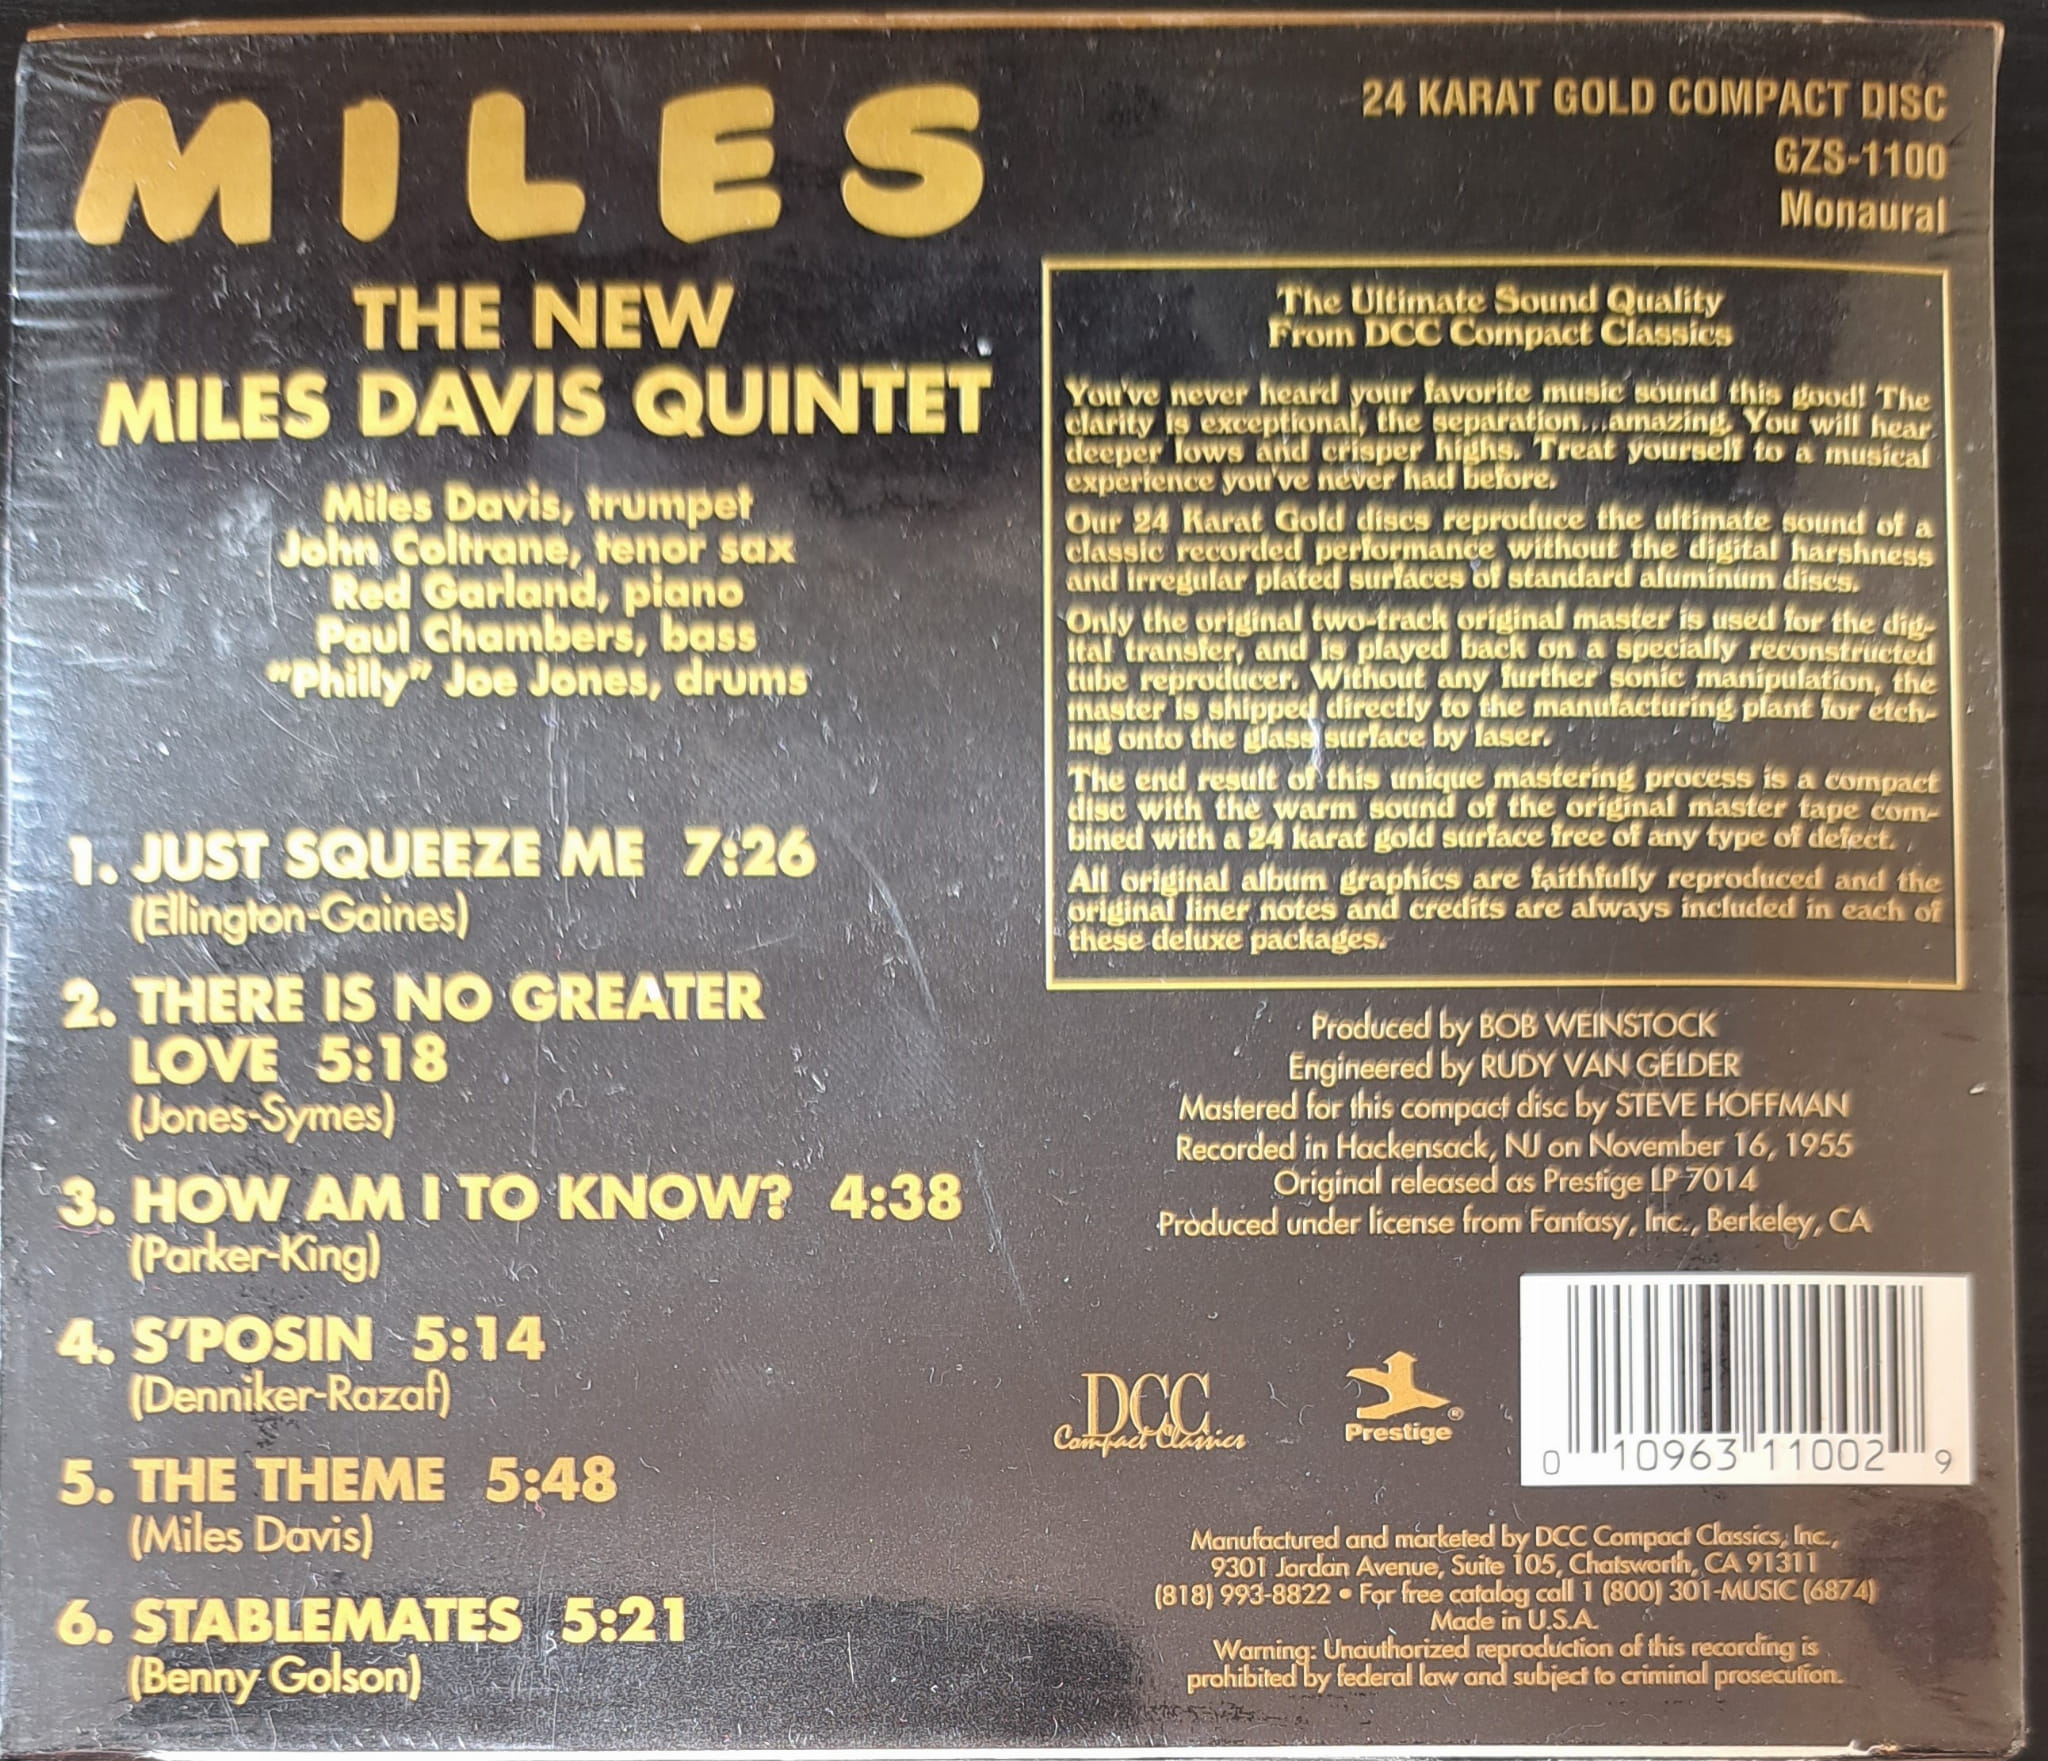 MILES
THE NEW
MILES DAVIS QUINTET
Miles Davis, trumpet
John Coltrane, tenor sax
Red Garland, piano
Paul Chambers, bass
"Philly" Joe Jones, drums
1. JUST SQUEEZE ME 7:26
(Ellington-Gaines)
2. THERE IS NO GREATER
LOVE 5:18
(Jones-Symes)
3. HOW AM I TO KNOW? 4:38
(Parker-King)
4. S'POSIN 5:14
(Denniker-Razaf)
5. THE THEME 5:48
(Miles Davis)
6. STABLEMATES 5:21
(Benny Golson)
24 KARAT GOLD COMPACT DISC
GZS-1100
Monaural
The Ultimate Sound Quality
From DCC Compact Classics
You've never heard your favorite music sound this good! The
clarity is exceptional, the separation...amazing. You will hear
deeper lows and crisper highs. Treat yourself to a musical
experience you've never had before.
Our 24 Karat Gold discs reproduce the ultimate sound of a
classic recorded performance without the digital harshness
and irregular plated surfaces of standard aluminum discs.
Only the original two-track original master is used for the dig-
ital transfer, and is played back on a specially reconstructed
tube reproducer. Without any further sonic manipulation, the
master is shipped directly to the manufacturing plant for etch-
ing onto the glass surface by laser.
The end result of this unique mastering process is a compact
disc with the warm sound of the original master tape com-
bined with a 24 karat gold surface free of any type of defect.
All original album graphics are faithfully reproduced and the
original liner notes and credits are always included in each of
these deluxe packages.
Produced by BOB WEINSTOCK
Engineered by RUDY VAN GELDER
Mastered for this compact disc by STEVE HOFFMAN
Recorded in Hackensack, NJ on November 16, 1955
Original released as Prestige LP 7014
Produced under license from Fantasy, Inc., Berkeley, CA
DCC
Compact Classics
Prestige®
0 10963 11002 9
Manufactured and marketed by DCC Compact Classics, Inc.,
9301 Jordan Avenue, Suite 105, Chatsworth, CA 91311
(818) 993-8822 • For free catalog call 1 (800) 301-MUSIC (6874)
Made in U.S.A.
Warning: Unauthorized reproduction of this recording is
prohibited by federal law and subject to criminal prosecution.